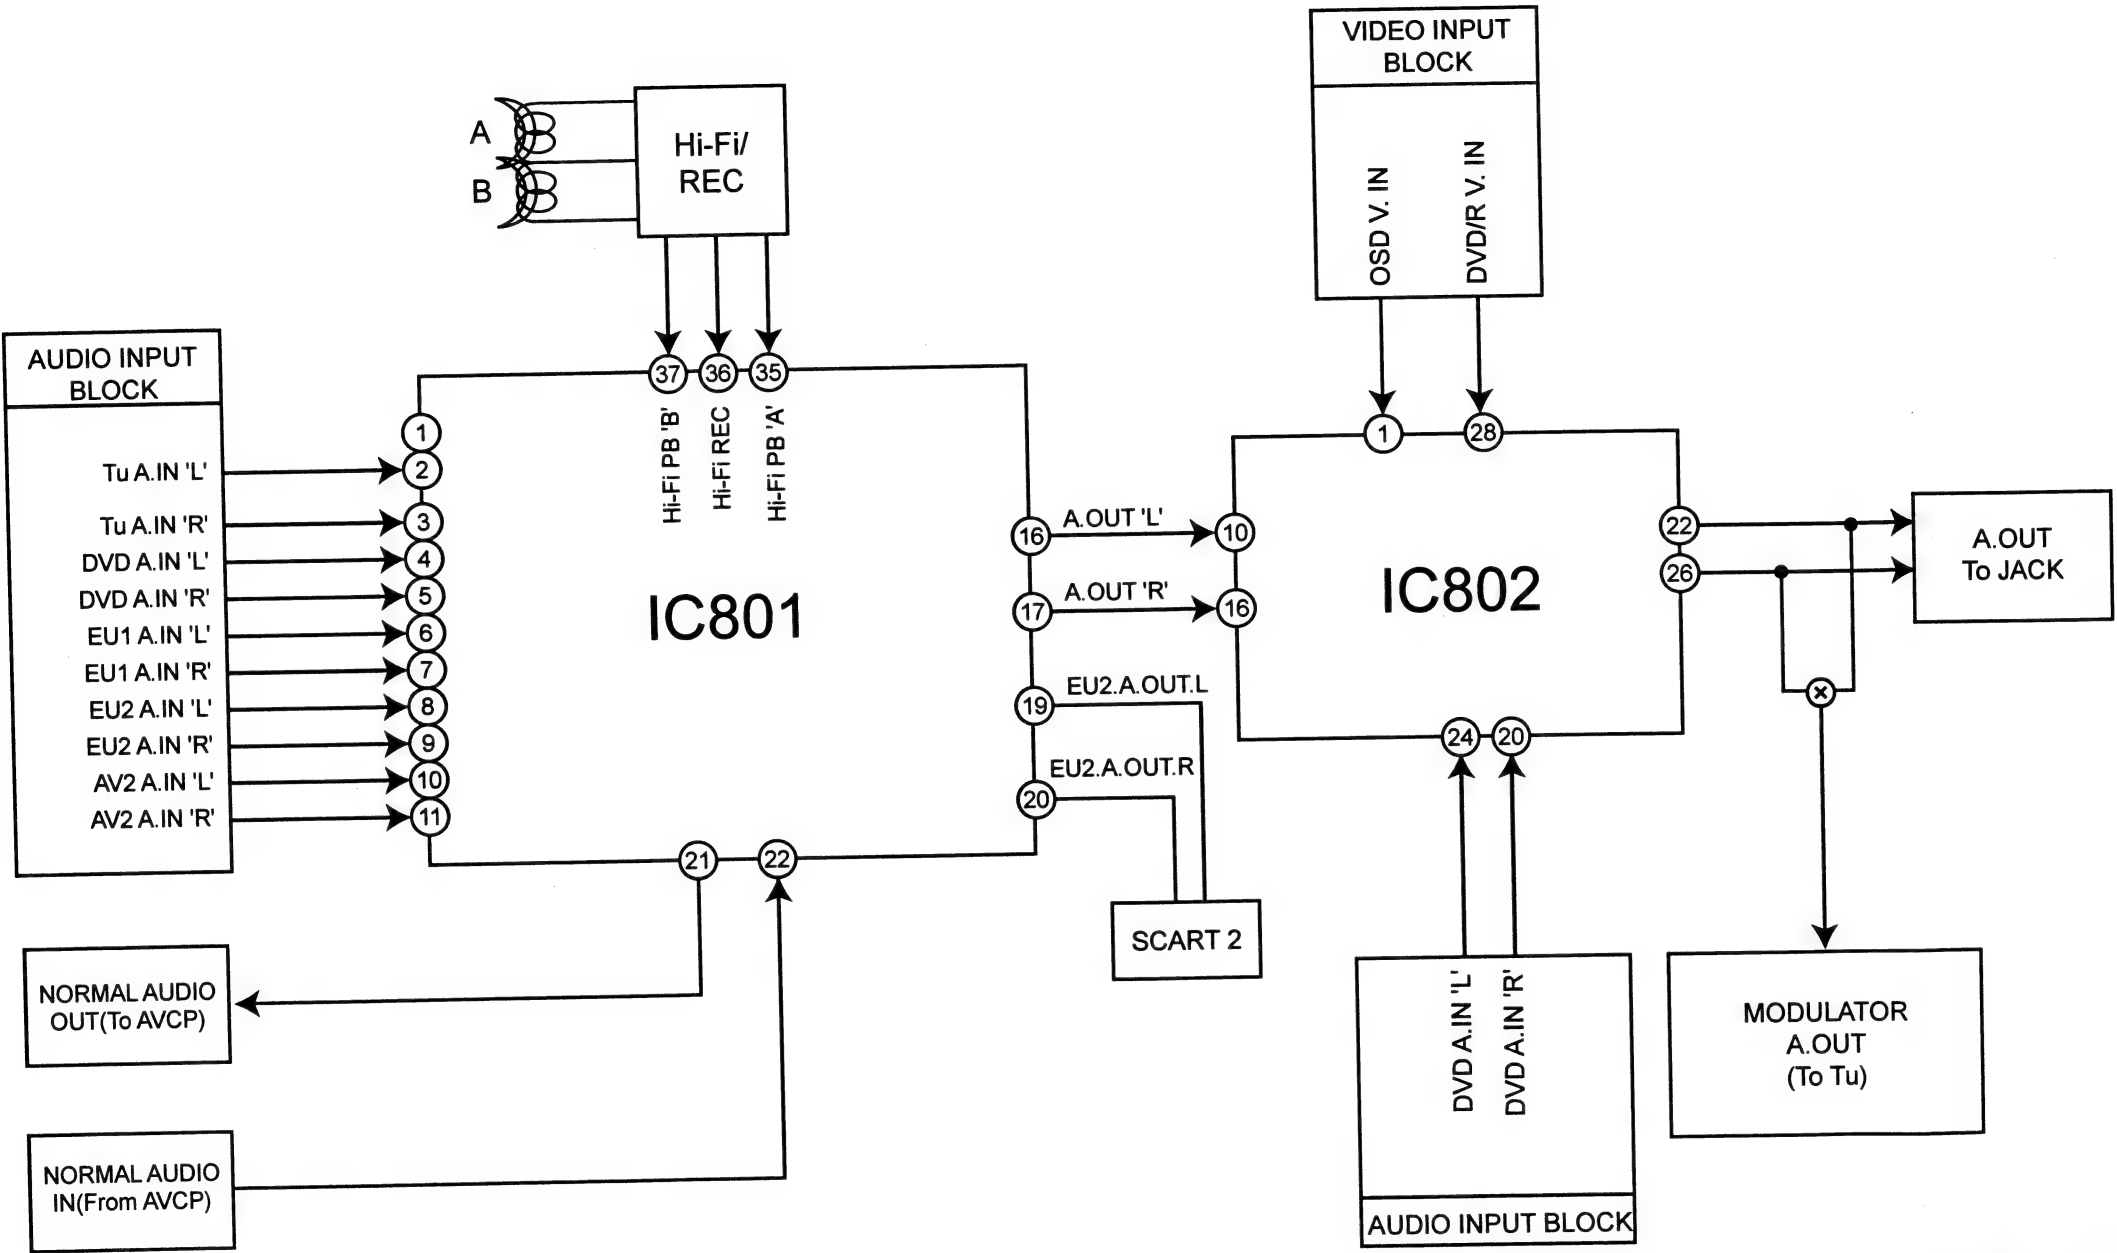 VIDEO INPUT
BLOCK
OSD V. IN
DVD/R V. IN
A
B
Hi-Fi/
REC
AUDIO INPUT
BLOCK
Tu A.IN 'L'
Tu A.IN 'R'
DVD A.IN 'L'
DVD A.IN 'R'
EU1 A.IN 'L'
EU1 A.IN 'R'
EU2 A.IN 'L'
EU2 A.IN 'R'
AV2 A.IN 'L'
AV2 A.IN 'R'
1
2
3
4
5
6
7
8
9
10
11
37 36 35
Hi-Fi PB 'B'
Hi-Fi REC
Hi-Fi PB 'A'
IC801
16
17
19
20
21 22
A.OUT 'L'
A.OUT 'R'
EU2.A.OUT.L
EU2.A.OUT.R
SCART 2
1 28
10
16
IC802
22
26
24 20
A.OUT
To JACK
NORMAL AUDIO
OUT(To AVCP)
NORMAL AUDIO
IN(From AVCP)
DVD A.IN 'L'
DVD A.IN 'R'
AUDIO INPUT BLOCK
MODULATOR
A.OUT
(To Tu)